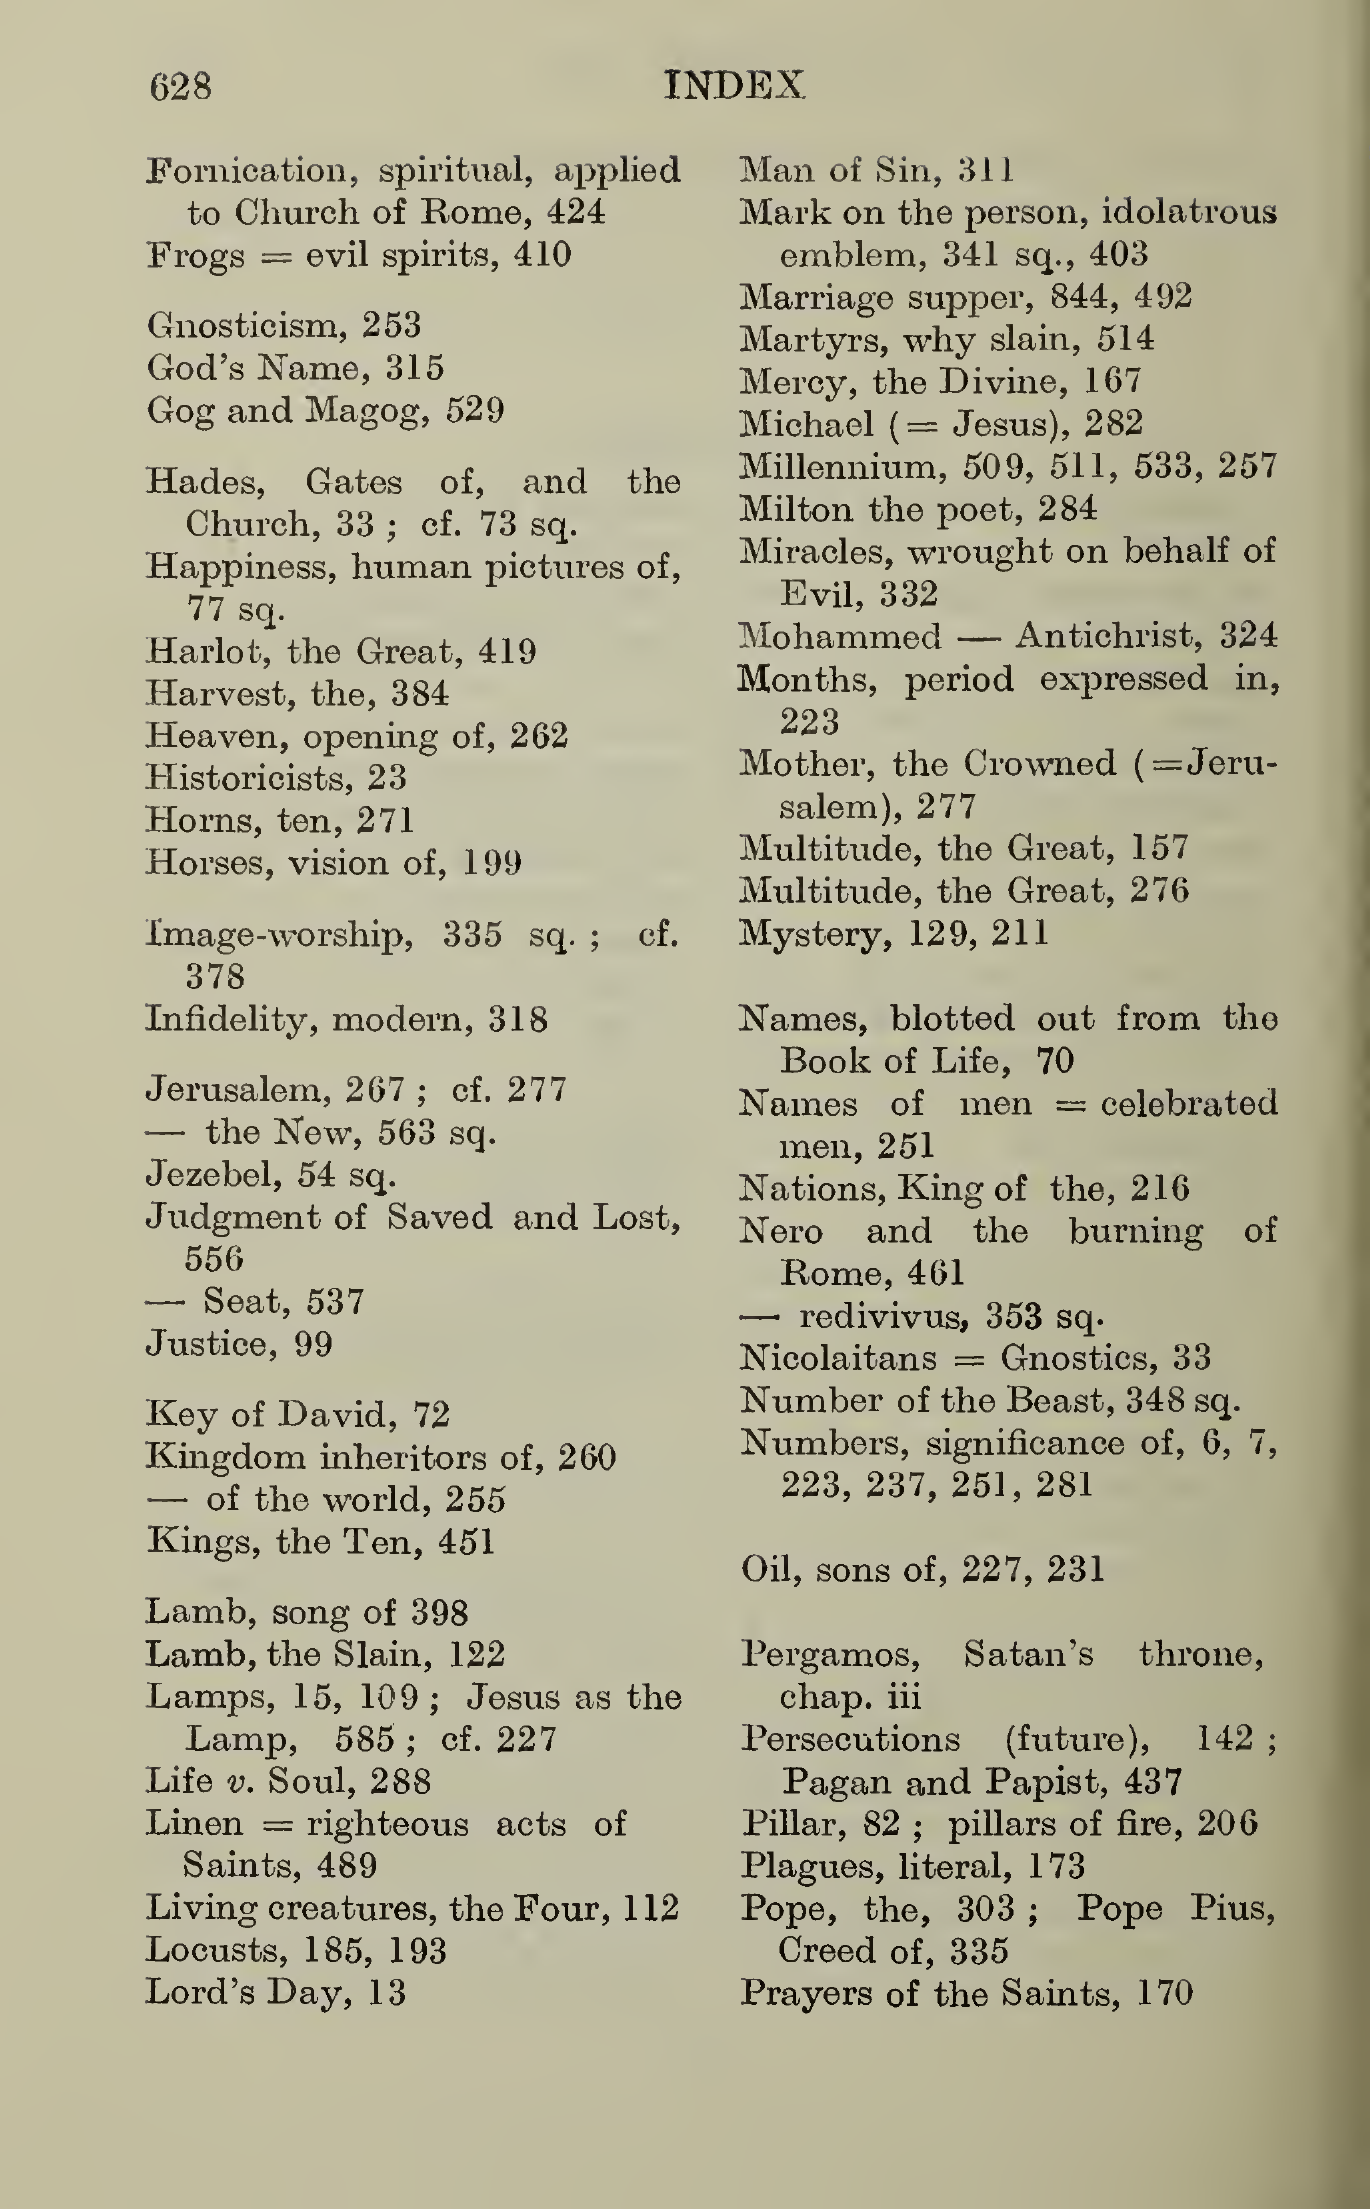 628
INDEX
Fornication, spiritual, applied
to Church of Rome, 424
Frogs = evil spirits, 410
Gnosticism, 253
God's Name, 315
Gog and Magog, 529
Hades, Gates of, and the
Church, 33 ; cf. 73 sq.
Happiness, human pictures of,
77 sq.
Harlot, the Great, 419
Harvest, the, 384
Heaven, opening of, 262
Historicists, 23
Horns, ten, 271
Horses, vision of, 199
Image-worship, 335 sq. ; cf.
378
Infidelity, modern, 318
Jerusalem, 267 ; cf. 277
— the New, 563 sq.
Jezebel, 54 sq.
Judgment of Saved and Lost,
556
— Seat, 537
Justice, 99
Key of David, 72
Kingdom inheritors of, 260
— of the world, 255
Kings, the Ten, 451
Lamb, song of 398
Lamb, the Slain, 122
Lamps, 15, 109 ; Jesus as the
Lamp, 585 ; cf. 227
Life v. Soul, 288
Linen = righteous acts of
Saints, 489
Living creatures, the Four, 112
Locusts, 185, 193
Lord's Day, 13
Man of Sin, 311
Mark on the person, idolatrous
emblem, 341 sq., 403
Marriage supper, 844, 492
Martyrs, why slain, 514
Mercy, the Divine, 167
Michael (= Jesus), 282
Millennium, 509, 511, 533, 257
Milton the poet, 284
Miracles, wrought on behalf of
Evil, 332
Mohammed — Antichrist, 324
Months, period expressed in,
223
Mother, the Crowned (=Jeru-
salem), 277
Multitude, the Great, 157
Multitude, the Great, 276
Mystery, 129, 211
Names, blotted out from the
Book of Life, 70
Names of men = celebrated
men, 251
Nations, King of the, 216
Nero and the burning of
Rome, 461
— redivivus, 353 sq.
Nicolaitans = Gnostics, 33
Number of the Beast, 348 sq.
Numbers, significance of, 6, 7,
223, 237, 251, 281
Oil, sons of, 227, 231
Pergamos, Satan's throne,
chap. iii
Persecutions (future), 142 ;
Pagan and Papist, 437
Pillar, 82 ; pillars of fire, 206
Plagues, literal, 173
Pope, the, 303 ; Pope Pius,
Creed of, 335
Prayers of the Saints, 170